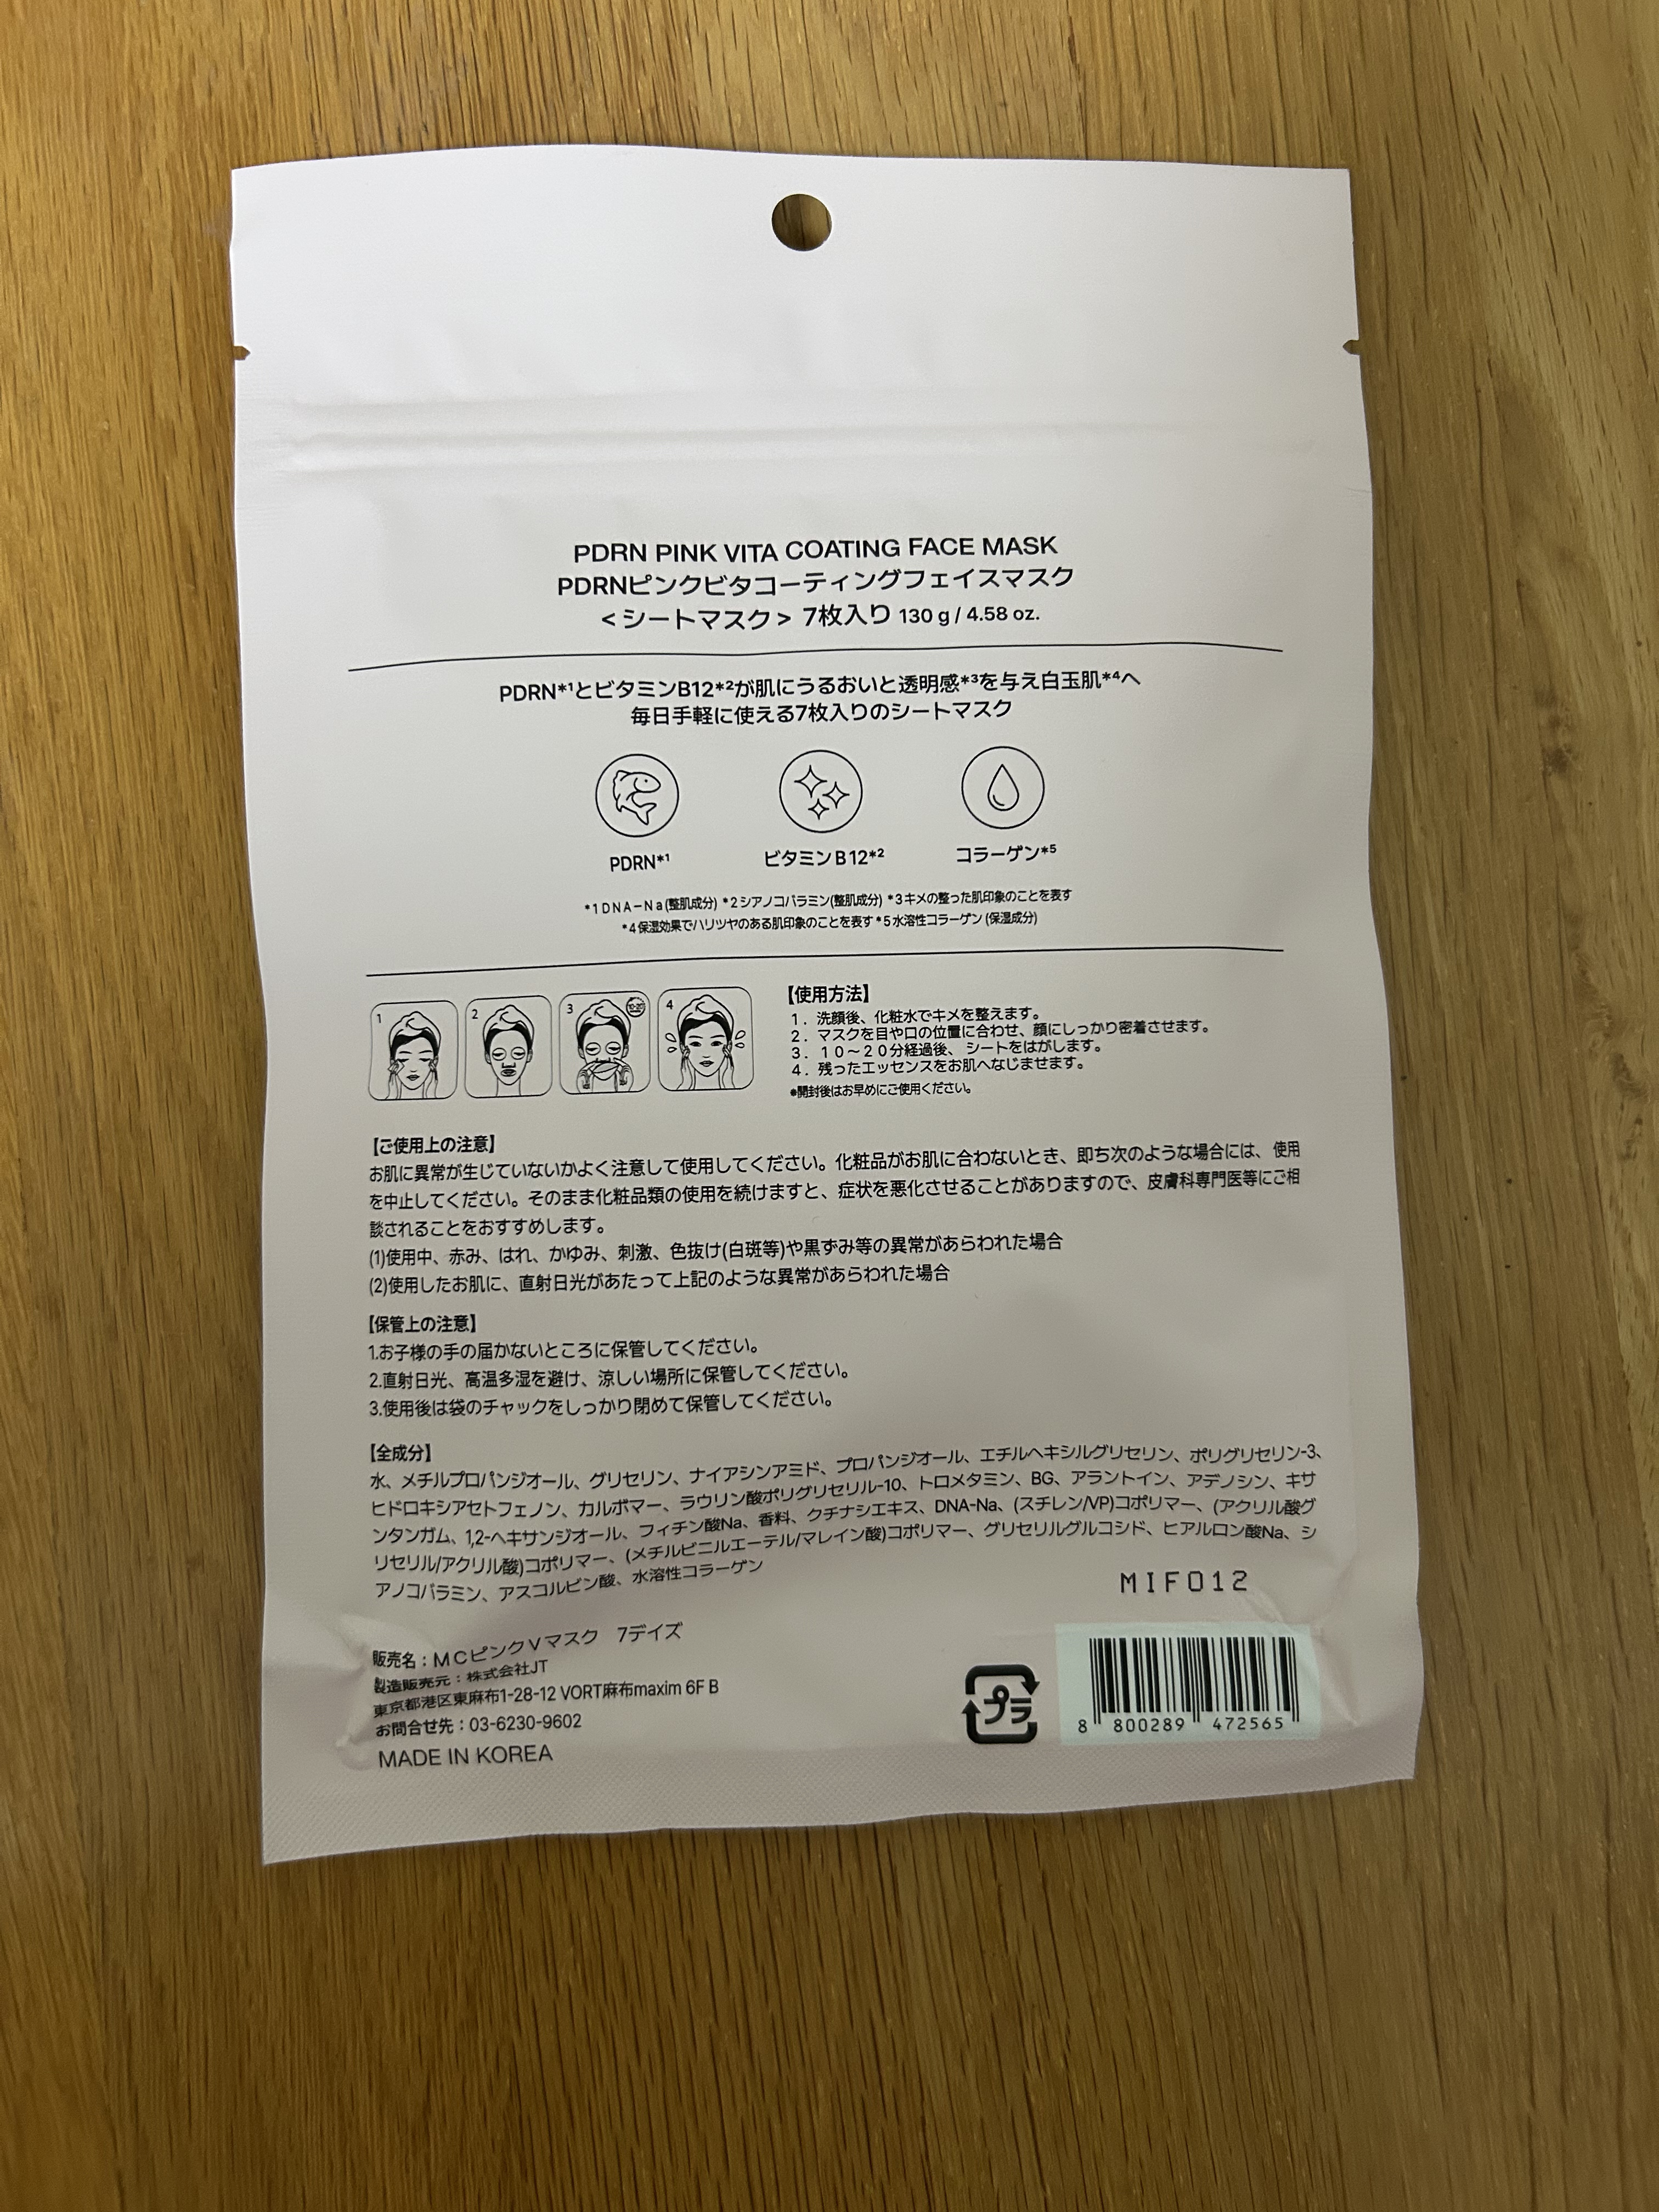 PDRN PINK VITA COATING FACE MASK
PDRNピンクビタコーティングフェイスマスク
<シートマスク> 7枚入り 130 g / 4.58 oz.
PDRN*¹とビタミンB12*²が肌にうるおいと透明感*³を与え白玉肌*⁴へ
毎日手軽に使える7枚入りのシートマスク
PDRN*¹ ビタミンB12*² コラーゲン*⁵
*1DNA−Na(整肌成分) *2シアノコバラミン(整肌成分) *3キメの整った肌印象のことを表す
*4保湿効果でハリツヤのある肌印象のことを表す *5水溶性コラーゲン (保湿成分)
1 2 3 4
【使用方法】
1. 洗顔後、化粧水でキメを整えます。
2. マスクを目や口の位置に合わせ、顔にしっかり密着させます。
3. 10〜20分経過後、シートをはがします。
4. 残ったエッセンスをお肌へなじませます。
*開封後はお早めにご使用ください。
【ご使用上の注意】
お肌に異常が生じていないかよく注意して使用してください。化粧品がお肌に合わないとき、即ち次のような場合には、使用
を中止してください。そのまま化粧品類の使用を続けますと、症状を悪化させることがありますので、皮膚科専門医等にご相
談されることをおすすめします。
(1)使用中、赤み、はれ、かゆみ、刺激、色抜け(白斑等)や黒ずみ等の異常があらわれた場合
(2)使用したお肌に、直射日光があたって上記のような異常があらわれた場合
【保管上の注意】
1.お子様の手の届かないところに保管してください。
2.直射日光、高温多湿を避け、涼しい場所に保管してください。
3.使用後は袋のチャックをしっかり閉めて保管してください。
【全成分】
水、メチルプロパンジオール、グリセリン、ナイアシンアミド、プロパンジオール、エチルヘキシルグリセリン、ポリグリセリン-3、
ヒドロキシアセトフェノン、カルボマー、ラウリン酸ポリグリセリル-10、トロメタミン、BG、アラントイン、アデノシン、キサ
ンタンガム、1,2-ヘキサンジオール、フィチン酸Na、香料、クチナシエキス、DNA-Na、(スチレン/VP)コポリマー、(アクリル酸グ
リセリル/アクリル酸)コポリマー、(メチルビニルエーテル/マレイン酸)コポリマー、グリセリルグルコシド、ヒアルロン酸Na、シ
アノコバラミン、アスコルビン酸、水溶性コラーゲン
MIF012
販売名：MCピンクVマスク 7デイズ
製造販売元：株式会社JT
東京都港区東麻布1-28-12 VORT麻布maxim 6F B
お問合せ先：03-6230-9602
MADE IN KOREA
プラ
8 800289 472565